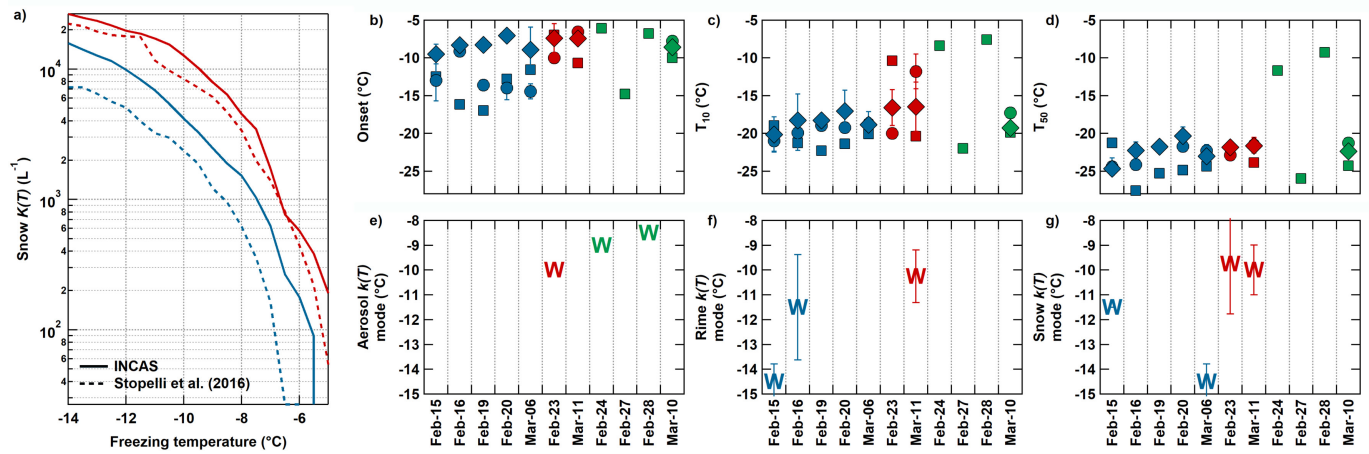 a)
Snow K(T) (L⁻¹)
10⁴
8
6
4
2
10³
8
6
4
2
10²
8
6
4
INCAS
Stopelli et al. (2016)
-14 -12 -10 -8 -6
Freezing temperature (°C)
b)
Onset (°C)
-5
-10
-15
-20
-25
c)
T₁₀ (°C)
-5
-10
-15
-20
-25
d)
T₅₀ (°C)
-5
-10
-15
-20
-25
e)
Aerosol k(T)
mode (°C)
-8
-9
-10
-11
-12
-13
-14
-15
W W W
Feb-15 Feb-16 Feb-19 Feb-20 Mar-06 Feb-23 Mar-11 Feb-24 Feb-27 Feb-28 Mar-10
f)
Rime k(T)
mode (°C)
-8
-9
-10
-11
-12
-13
-14
-15
W W W
Feb-15 Feb-16 Feb-19 Feb-20 Mar-06 Feb-23 Mar-11 Feb-24 Feb-27 Feb-28 Mar-10
g)
Snow k(T)
mode (°C)
-8
-9
-10
-11
-12
-13
-14
-15
W W W W
Feb-15 Feb-16 Feb-19 Feb-20 Mar-06 Feb-23 Mar-11 Feb-24 Feb-27 Feb-28 Mar-10